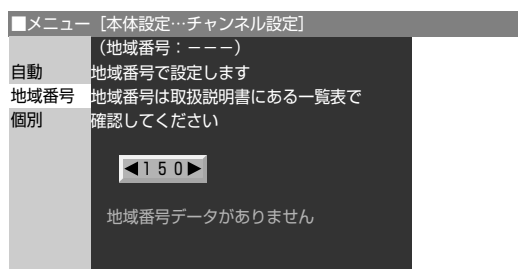 ■メニュー [本体設定…チャンネル設定]
（地域番号：−−−）
自動
地域番号で設定します
地域番号
地域番号は取扱説明書にある一覧表で
個別
確認してください
◀150▶
地域番号データがありません